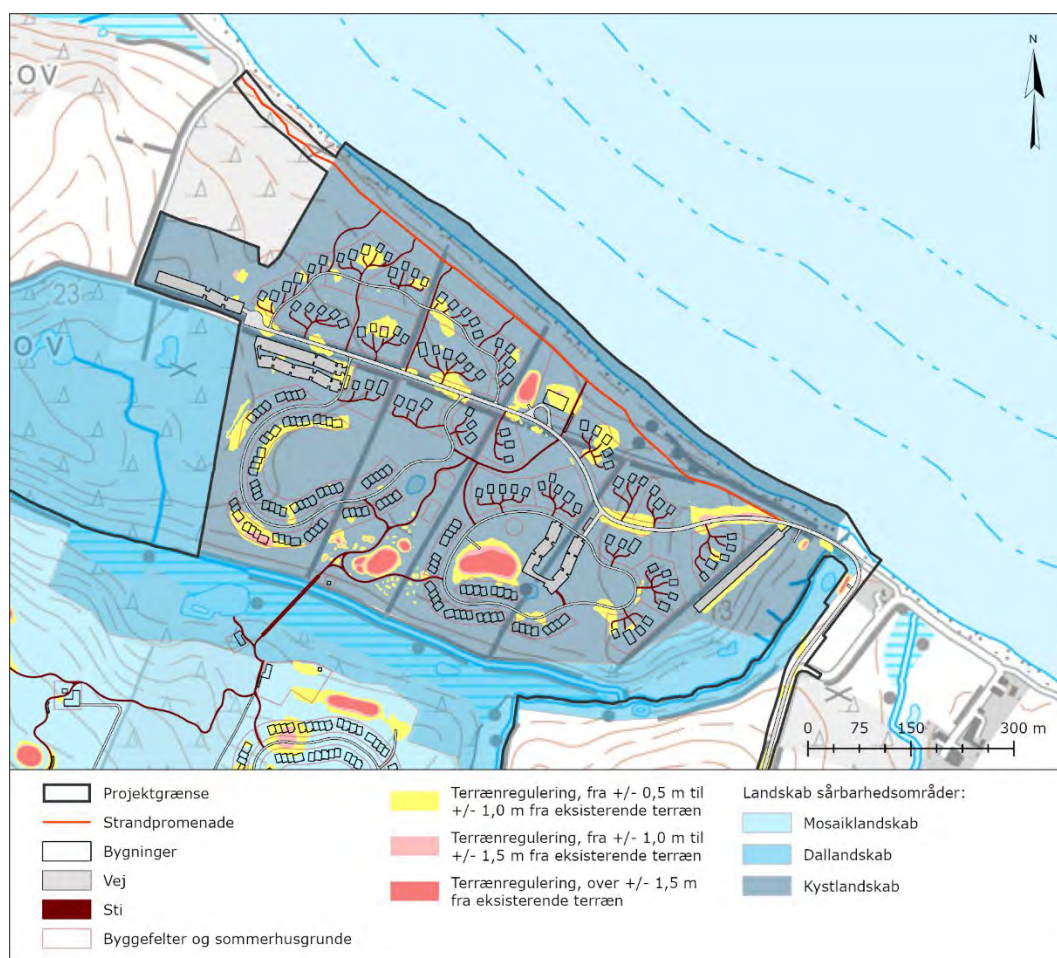 N
OV
23
OV
13
0 75 150 300 m
Projektgrænse
Strandpromenade
Bygninger
Vej
Sti
Byggefelter og sommerhusgrunde
Terrænregulering, fra +/- 0,5 m til
+/- 1,0 m fra eksisterende terræn
Terrænregulering, fra +/- 1,0 m til
+/- 1,5 m fra eksisterende terræn
Terrænregulering, over +/- 1,5 m
fra eksisterende terræn
Landskab sårbarhedsområder:
Mosaiklandskab
Dallandskab
Kystlandskab